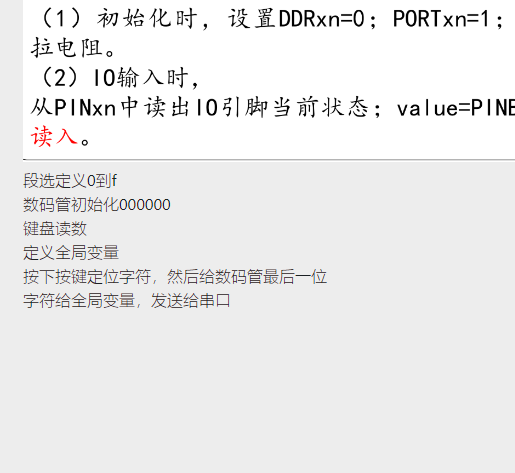 （1）初始化时，设置DDRxn=0；PORTxn=1；
拉电阻。
（2）IO输入时，
从PINxn中读出IO引脚当前状态；value=PINB
读入。
段选定义0到f
数码管初始化000000
键盘读数
定义全局变量
按下按键定位字符，然后给数码管最后一位
字符给全局变量，发送给串口